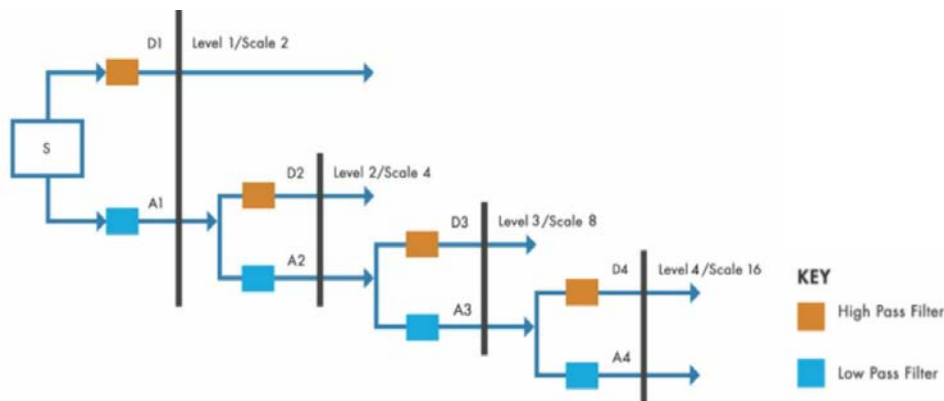 D1
Level 1/Scale 2
S
A1
D2
Level 2/Scale 4
A2
D3
Level 3/Scale 8
A3
D4
Level 4/Scale 16
A4
KEY
High Pass Filter
Low Pass Filter